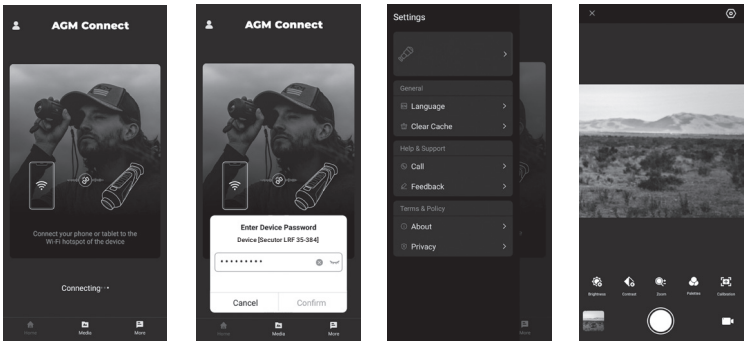 AGM Connect
Connect your phone or tablet to the
Wi-Fi hotspot of the device
Connecting
Home
Media
More
AGM Connect
Enter Device Password
Device [Secutor LRF 35-384]
Cancel
Confirm
Home
Media
More
Settings
General
Language
Clear Cache
Help & Support
Call
Feedback
Terms & Policy
About
Privacy
More
Brightness
Contrast
Zoom
Palettes
Calibration